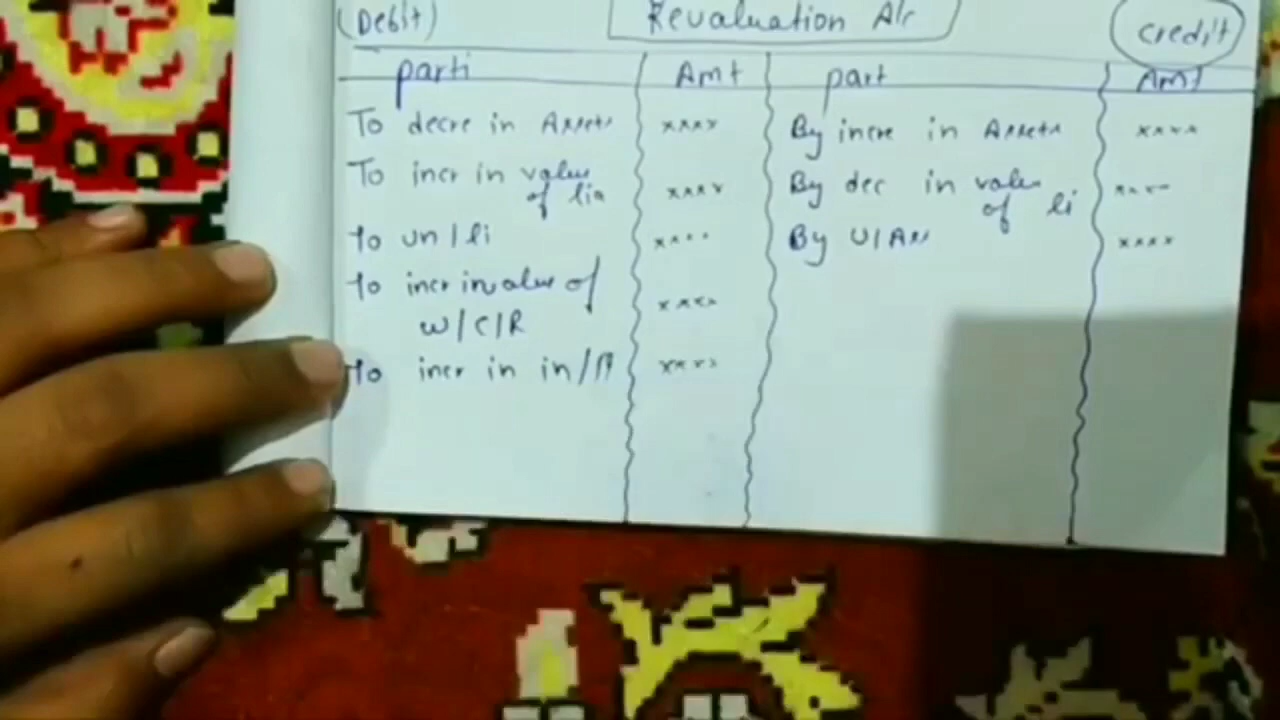 (Debit) Revaluation A/c credit
parti Amt part Amt
To decre in Assets xxxx By incre in Assets xxxx
To incr in value of lia xxxx By dec in value of li xxxx
To un/li xxxx By U/Ass xxxx
To incr in value of W/C/R xxxx
To incr in in/ xxxx